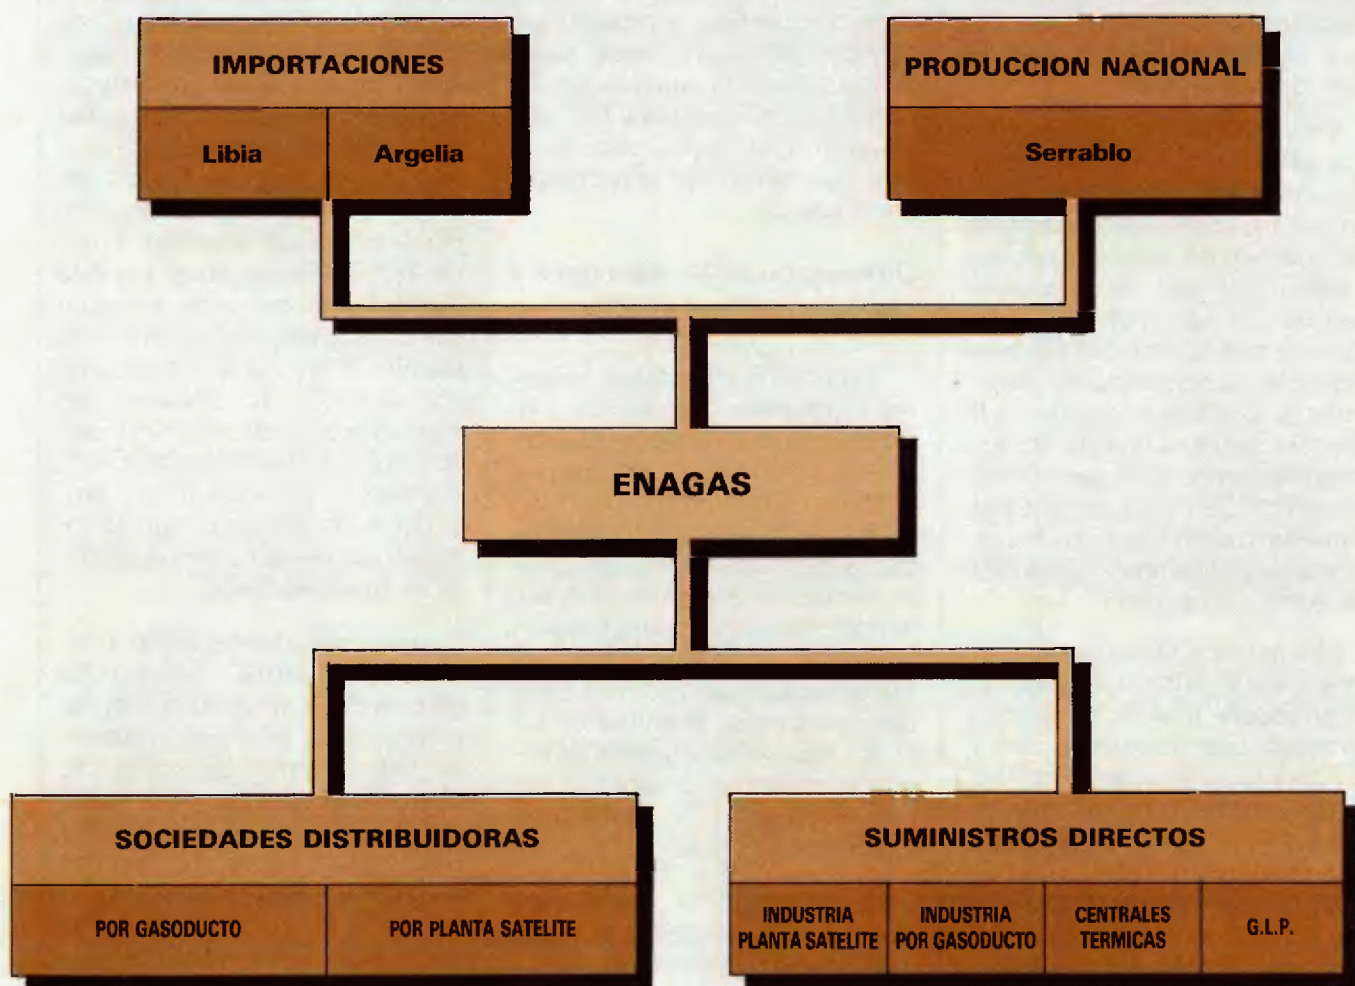 IMPORTACIONES
Libia
Argelia
PRODUCCION NACIONAL
Serrablo
ENAGAS
SOCIEDADES DISTRIBUIDORAS
POR GASODUCTO
POR PLANTA SATELITE
SUMINISTROS DIRECTOS
INDUSTRIA
PLANTA SATELITE
INDUSTRIA
POR GASODUCTO
CENTRALES
TERMICAS
G.L.P.